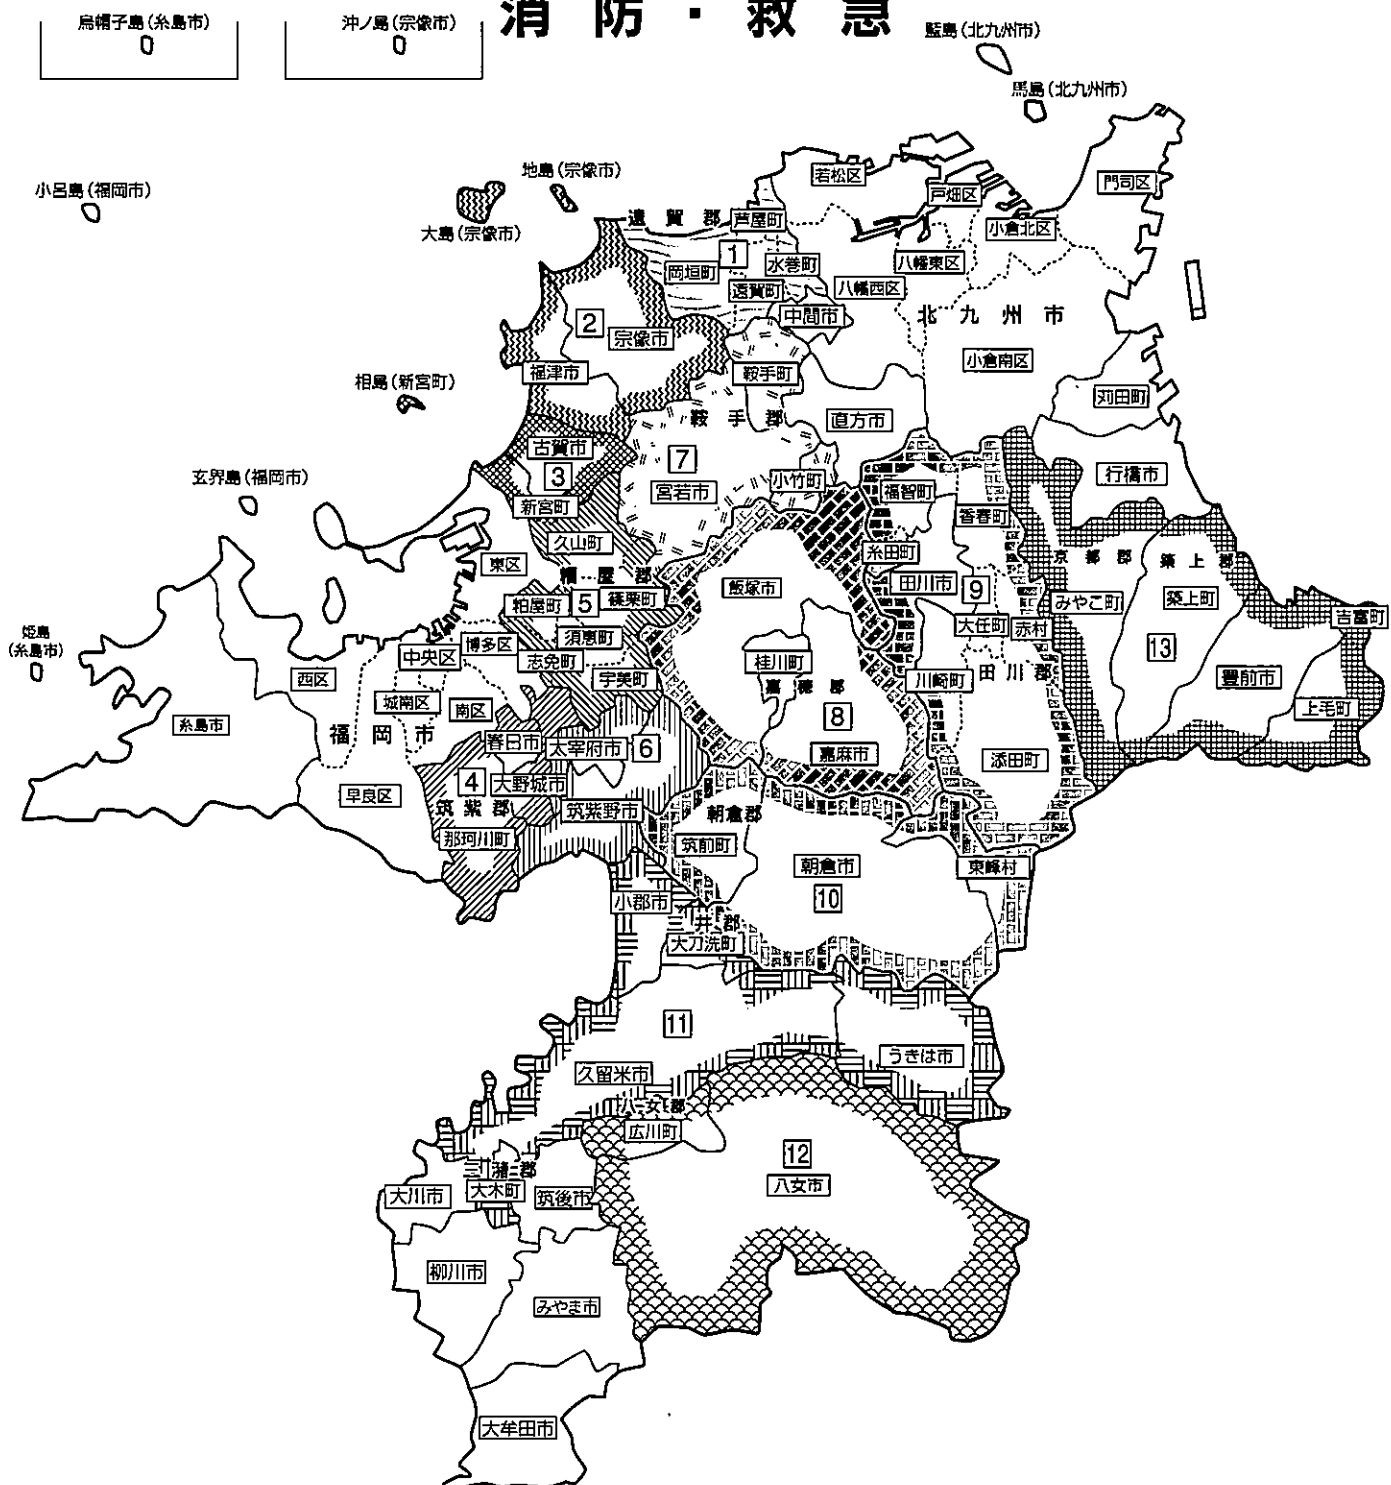 消防・救急
烏帽子島(糸島市)
沖ノ島(宗像市)
藍島(北九州市)
馬島(北九州市)
小呂島(福岡市)
地島(宗像市)
大島(宗像市)
若松区
戸畑区
門司区
遠賀郡
芦屋町
小倉北区
1
岡垣町
水巻町
八幡東区
遠賀町
八幡西区
中間市
北九州市
2
宗像市
小倉南区
福津市
鞍手町
相島(新宮町)
苅田町
鞍手郡
直方市
古賀市
7
3
玄界島(福岡市)
小竹町
行橋市
宮若市
福智町
新宮町
香春町
久山町
糸田町
京都郡
築上郡
東区
糟屋郡
飯塚市
田川市
9
粕屋町
5
篠栗町
みやこ町
築上町
吉富町
須恵町
大任町
赤村
姫島
(糸島市)
中央区
博多区
志免町
桂川町
13
西区
宇美町
嘉穂郡
川崎町
田川郡
豊前市
城南区
南区
8
上毛町
糸島市
福岡市
春日市
太宰府市
6
嘉麻市
添田町
4
大野城市
早良区
筑紫郡
筑紫野市
朝倉郡
那珂川町
筑前町
朝倉市
東峰村
小郡市
10
三井郡
大刀洗町
11
うきは市
久留米市
八女郡
広川町
12
三潴郡
八女市
大川市
大木町
筑後市
柳川市
みやま市
大牟田市